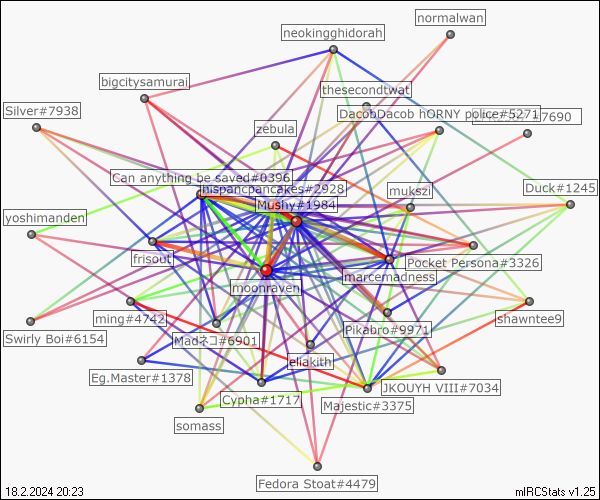 normalwan
neokingghidorah
bigcitysamurai
thesecondtwat
Silver#7938
DacobDacob hORNY police#5271
7690
zebula
Can anything be saved#0396
hispancpancakes#2928
mukszi
Duck#1245
Mushy#1984
yoshimanden
frisout
Pocket Persona#3326
marcemadness
moonraven
ming#4742
shawntee9
Pikabro#9971
Swirly Boi#6154
Madネコ#6901
eliakith
Eg.Master#1378
JKOUYH VIII#7034
Cypha#1717
Majestic#3375
somass
Fedora Stoat#4479
18.2.2024 20:23
mIRCStats v1.25